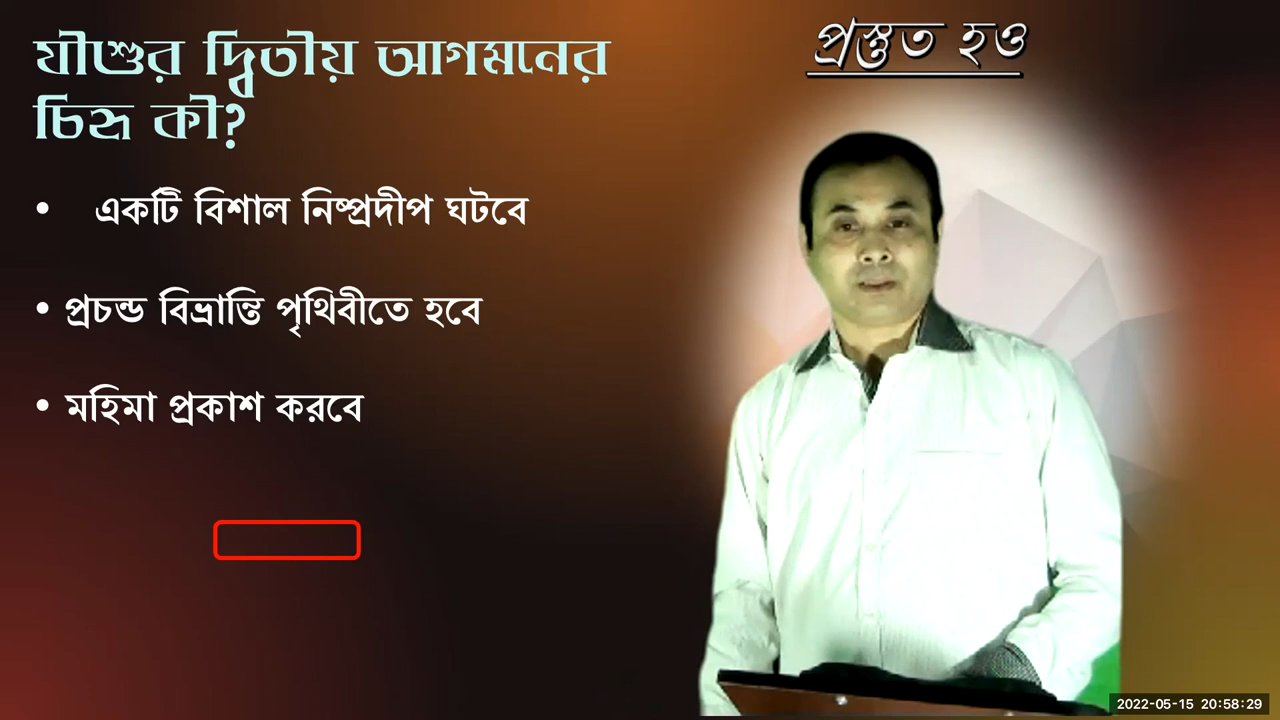 যীশুর দ্বিতীয় আগমনের
চিহ্ন কী?
• একটি বিশাল নিষ্প্রদীপ ঘটবে
• প্রচন্ড বিভ্রান্তি পৃথিবীতে হবে
• মহিমা প্রকাশ করবে
প্রস্তুত হও
2022-05-15 20:58:29